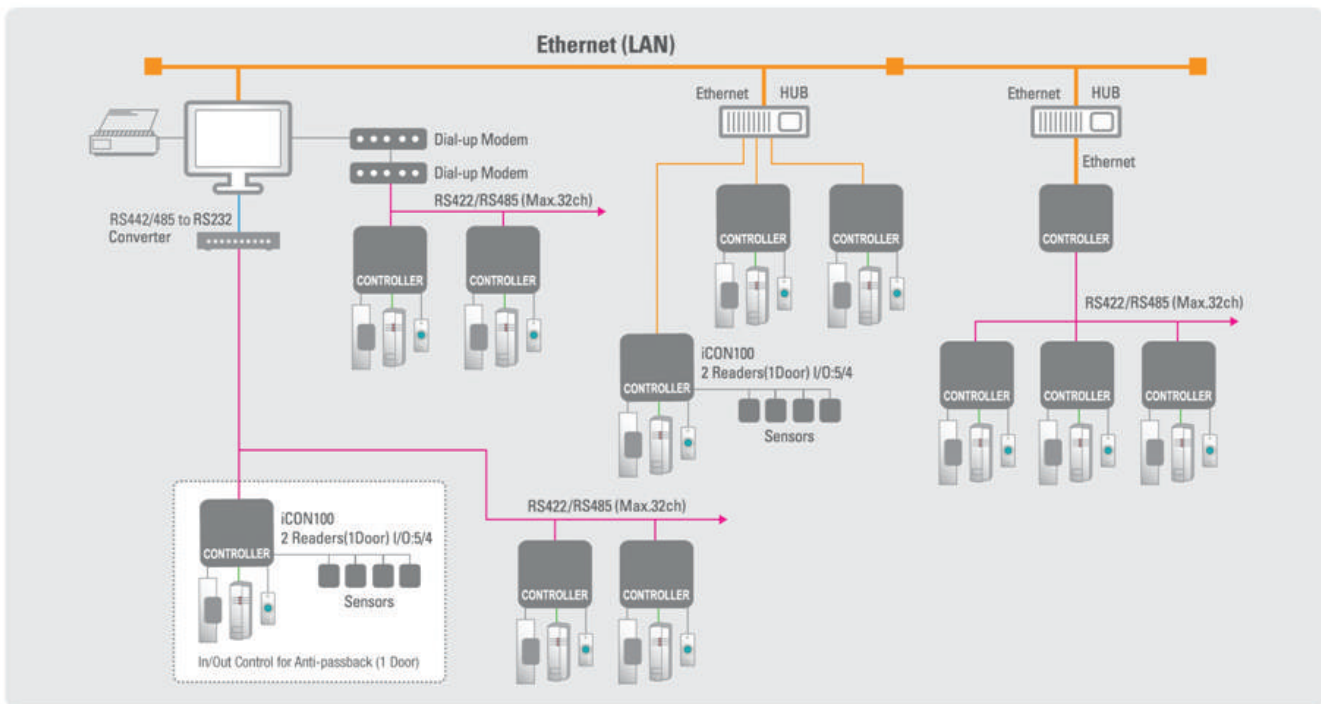 Ethernet (LAN)
Ethernet HUB
Ethernet HUB
Dial-up Modem
Dial-up Modem
Ethernet
RS442/485 to RS232
Converter
RS422/RS485 (Max.32ch)
CONTROLLER
CONTROLLER
CONTROLLER
CONTROLLER
CONTROLLER
RS422/RS485 (Max.32ch)
iCON100
2 Readers(1Door) I/O:5/4
CONTROLLER
Sensors
CONTROLLER
CONTROLLER
CONTROLLER
RS422/RS485 (Max.32ch)
iCON100
2 Readers(1Door) I/O:5/4
CONTROLLER
Sensors
CONTROLLER
CONTROLLER
In/Out Control for Anti-passback (1 Door)